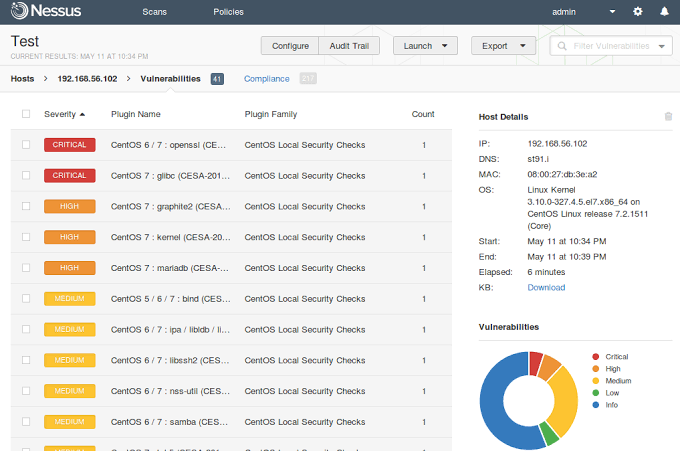 Nessus Scans Policies admin
Test
CURRENT RESULTS: MAY 11 AT 10:34 PM
Configure Audit Trail Launch Export Filter Vulnerabilities
Hosts > 192.168.56.102 > Vulnerabilities 41 Compliance 217
Severity Plugin Name Plugin Family Count
CRITICAL CentOS 6 / 7 : openssl (CE... CentOS Local Security Checks 1
CRITICAL CentOS 7 : glibc (CESA-201... CentOS Local Security Checks 1
HIGH CentOS 7 : graphite2 (CESA... CentOS Local Security Checks 1
HIGH CentOS 7 : kernel (CESA-20... CentOS Local Security Checks 1
HIGH CentOS 7 : mariadb (CESA-... CentOS Local Security Checks 1
MEDIUM CentOS 5 / 6 / 7 : bind (CES... CentOS Local Security Checks 1
MEDIUM CentOS 6 / 7 : ipa / libldb / li... CentOS Local Security Checks 1
MEDIUM CentOS 6 / 7 : libssh2 (CES... CentOS Local Security Checks 1
MEDIUM CentOS 6 / 7 : nss-util (CES... CentOS Local Security Checks 1
MEDIUM CentOS 6 / 7 : samba (CES... CentOS Local Security Checks 1
Host Details
IP: 192.168.56.102
DNS: st91.i
MAC: 08:00:27:db:3e:a2
OS: Linux Kernel
3.10.0-327.4.5.el7.x86_64 on
CentOS Linux release 7.2.1511
(Core)
Start: May 11 at 10:34 PM
End: May 11 at 10:39 PM
Elapsed: 6 minutes
KB: Download
Vulnerabilities
Critical
High
Medium
Low
Info